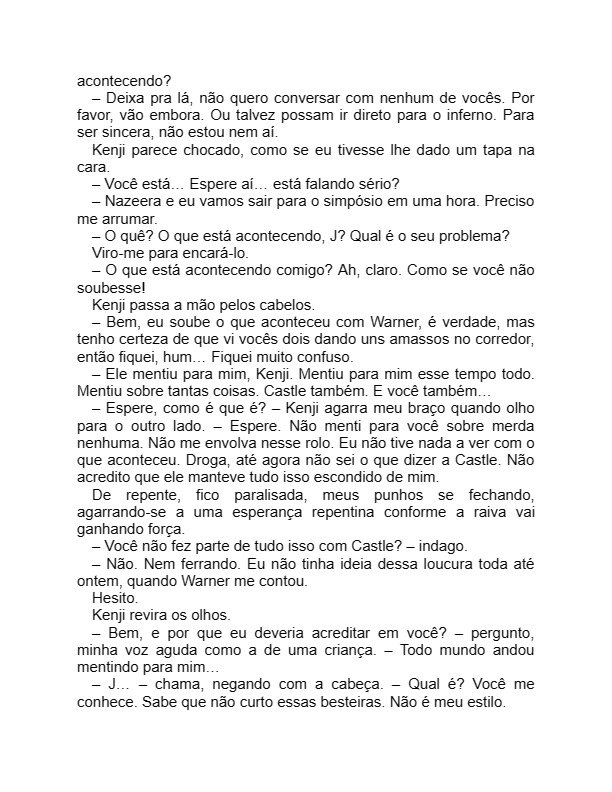 acontecendo?
– Deixa pra lá, não quero conversar com nenhum de vocês. Por
favor, vão embora. Ou talvez possam ir direto para o inferno. Para
ser sincera, não estou nem aí.
Kenji parece chocado, como se eu tivesse lhe dado um tapa na
cara.
– Você está… Espere aí… está falando sério?
– Nazeera e eu vamos sair para o simpósio em uma hora. Preciso
me arrumar.
– O quê? O que está acontecendo, J? Qual é o seu problema?
Viro-me para encará-lo.
– O que está acontecendo comigo? Ah, claro. Como se você não
soubesse!
Kenji passa a mão pelos cabelos.
– Bem, eu soube o que aconteceu com Warner, é verdade, mas
tenho certeza de que vi vocês dois dando uns amassos no corredor,
então fiquei, hum… Fiquei muito confuso.
– Ele mentiu para mim, Kenji. Mentiu para mim esse tempo todo.
Mentiu sobre tantas coisas. Castle também. E você também…
– Espere, como é que é? – Kenji agarra meu braço quando olho
para o outro lado. – Espere. Não menti para você sobre merda
nenhuma. Não me envolva nesse rolo. Eu não tive nada a ver com o
que aconteceu. Droga, até agora não sei o que dizer a Castle. Não
acredito que ele manteve tudo isso escondido de mim.
De repente, fico paralisada, meus punhos se fechando,
agarrando-se a uma esperança repentina conforme a raiva vai
ganhando força.
– Você não fez parte de tudo isso com Castle? – indago.
– Não. Nem ferrando. Eu não tinha ideia dessa loucura toda até
ontem, quando Warner me contou.
Hesito.
Kenji revira os olhos.
– Bem, e por que eu deveria acreditar em você? – pergunto,
minha voz aguda como a de uma criança. – Todo mundo andou
mentindo para mim…
– J… – chama, negando com a cabeça. – Qual é? Você me
conhece. Sabe que não curto essas besteiras. Não é meu estilo.